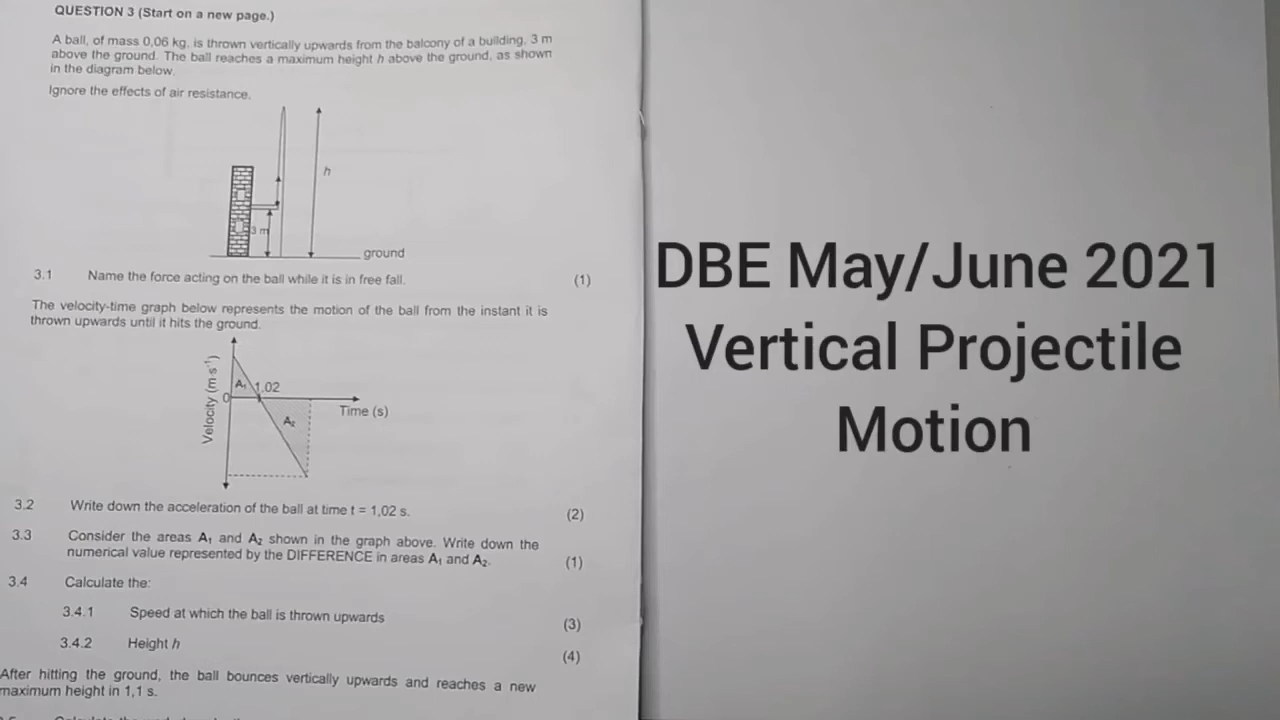 QUESTION 3 (Start on a new page.)
A ball, of mass 0,06 kg, is thrown vertically upwards from the balcony of a building, 3 m
above the ground. The ball reaches a maximum height h above the ground, as shown
in the diagram below.
Ignore the effects of air resistance.
h
3 m
ground
3.1 Name the force acting on the ball while it is in free fall. (1)
The velocity-time graph below represents the motion of the ball from the instant it is
thrown upwards until it hits the ground.
Velocity (m·s⁻¹)
A₁
1.02
0
Time (s)
A₂
3.2 Write down the acceleration of the ball at time t = 1,02 s. (2)
3.3 Consider the areas A₁ and A₂ shown in the graph above. Write down the
numerical value represented by the DIFFERENCE in areas A₁ and A₂. (1)
3.4 Calculate the:
3.4.1 Speed at which the ball is thrown upwards (3)
3.4.2 Height h (4)
After hitting the ground, the ball bounces vertically upwards and reaches a new
maximum height in 1,1 s.
DBE May/June 2021
Vertical Projectile
Motion